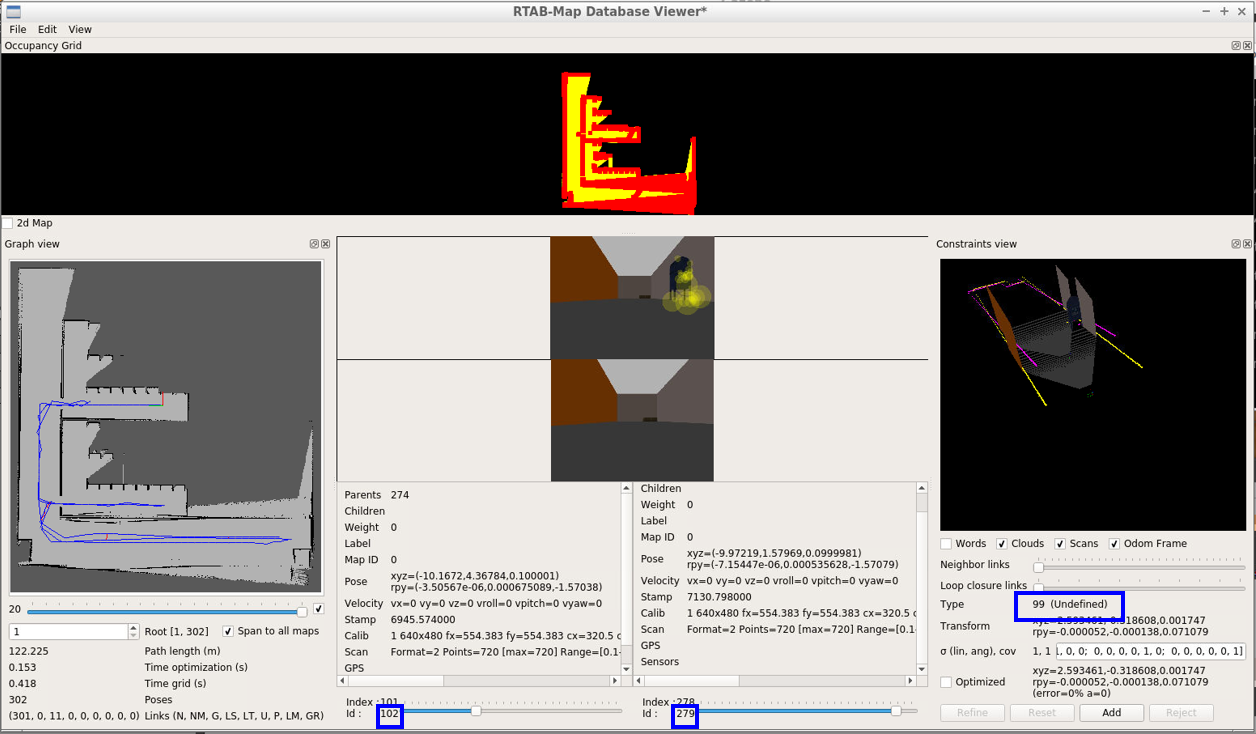 RTAB-Map Database Viewer*
File Edit View
Occupancy Grid
2d Map
Graph view
20
1 Root [1, 302] Span to all maps
122.225 Path length (m)
0.153 Time optimization (s)
0.418 Time grid (s)
302 Poses
(301, 0, 11, 0, 0, 0, 0, 0, 0) Links (N, NM, G, LS, LT, U, P, LM, GR)
Parents 274
Children
Weight 0
Label
Map ID 0
Pose xyz=(-10.1672,4.36784,0.100001)
rpy=(-3.50567e-06,0.000675089,-1.57038)
Velocity vx=0 vy=0 vz=0 vroll=0 vpitch=0 vyaw=0
Stamp 6945.574000
Calib 1 640x480 fx=554.383 fy=554.383 cx=320.5 c
Scan Format=2 Points=720 [max=720] Range=[0.1-
GPS
Index :101
Id : 102
Children
Weight 0
Label
Map ID 0
Pose xyz=(-9.97219,1.57969,0.0999981)
rpy=(-7.15447e-06,0.000535628,-1.57079)
Velocity vx=0 vy=0 vz=0 vroll=0 vpitch=0 vyaw=0
Stamp 7130.798000
Calib 1 640x480 fx=554.383 fy=554.383 cx=320.5 c
Scan Format=2 Points=720 [max=720] Range=[0.1-
GPS
Sensors
Index :278
Id : 279
Constraints view
Words Clouds Scans Odom Frame
Neighbor links
Loop closure links
Type 99 (Undefined)
Transform xyz=2.593461,-0.318608,0.001747
rpy=-0.000052,-0.000138,0.071079
σ (lin, ang), cov 1, 1 l, 0, 0; 0, 0, 0, 0, 1, 0; 0, 0, 0, 0, 0, 1]
Optimized xyz=2.593461,-0.318608,0.001747
rpy=-0.000052,-0.000138,0.071079
(error=0% a=0)
Refine Reset Add Reject